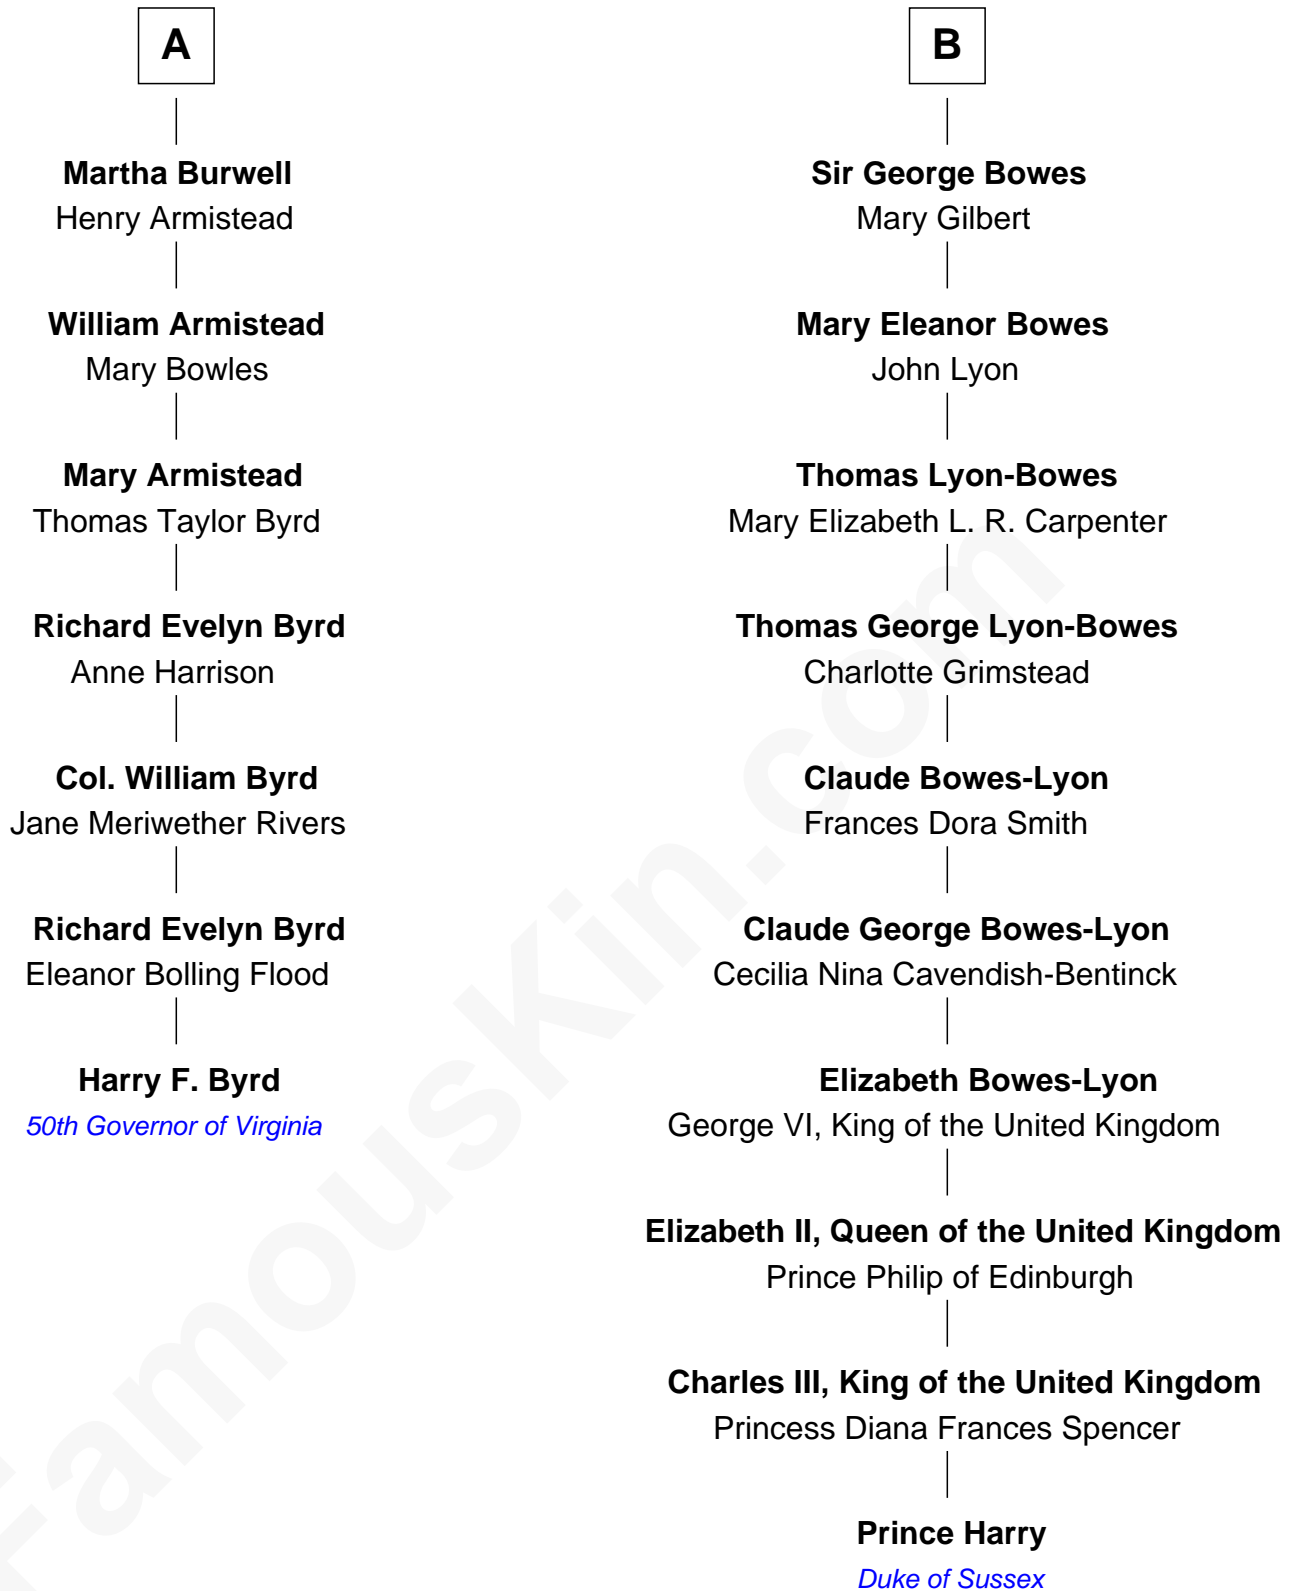 A
Martha Burwell
Henry Armistead
William Armistead
Mary Bowles
Mary Armistead
Thomas Taylor Byrd
Richard Evelyn Byrd
Anne Harrison
Col. William Byrd
Jane Meriwether Rivers
Richard Evelyn Byrd
Eleanor Bolling Flood
Harry F. Byrd
50th Governor of Virginia
B
Sir George Bowes
Mary Gilbert
Mary Eleanor Bowes
John Lyon
Thomas Lyon-Bowes
Mary Elizabeth L. R. Carpenter
Thomas George Lyon-Bowes
Charlotte Grimstead
Claude Bowes-Lyon
Frances Dora Smith
Claude George Bowes-Lyon
Cecilia Nina Cavendish-Bentinck
Elizabeth Bowes-Lyon
George VI, King of the United Kingdom
Elizabeth II, Queen of the United Kingdom
Prince Philip of Edinburgh
Charles III, King of the United Kingdom
Princess Diana Frances Spencer
Prince Harry
Duke of Sussex
FamousKin.com